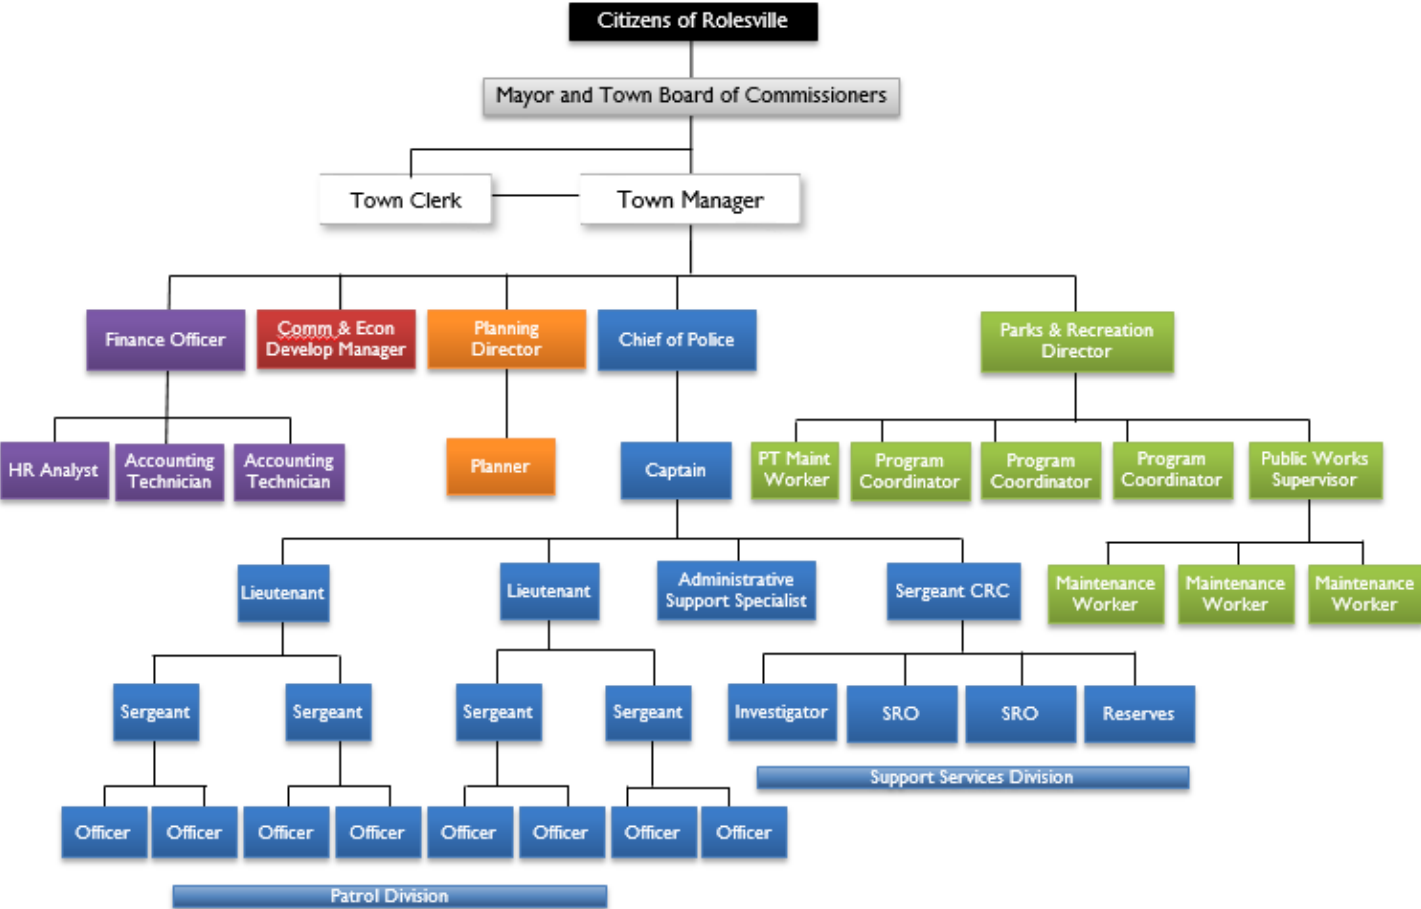 Citizens of Rolesville
Mayor and Town Board of Commissioners
Town Clerk
Town Manager
Finance Officer
Comm & Econ
Develop Manager
Planning
Director
Chief of Police
Parks & Recreation
Director
HR Analyst
Accounting
Technician
Accounting
Technician
Planner
Captain
PT Maint
Worker
Program
Coordinator
Program
Coordinator
Program
Coordinator
Public Works
Supervisor
Lieutenant
Lieutenant
Administrative
Support Specialist
Sergeant CRC
Maintenance
Worker
Maintenance
Worker
Maintenance
Worker
Sergeant
Sergeant
Sergeant
Sergeant
Investigator
SRO
SRO
Reserves
Support Services Division
Officer
Officer
Officer
Officer
Officer
Officer
Officer
Officer
Patrol Division